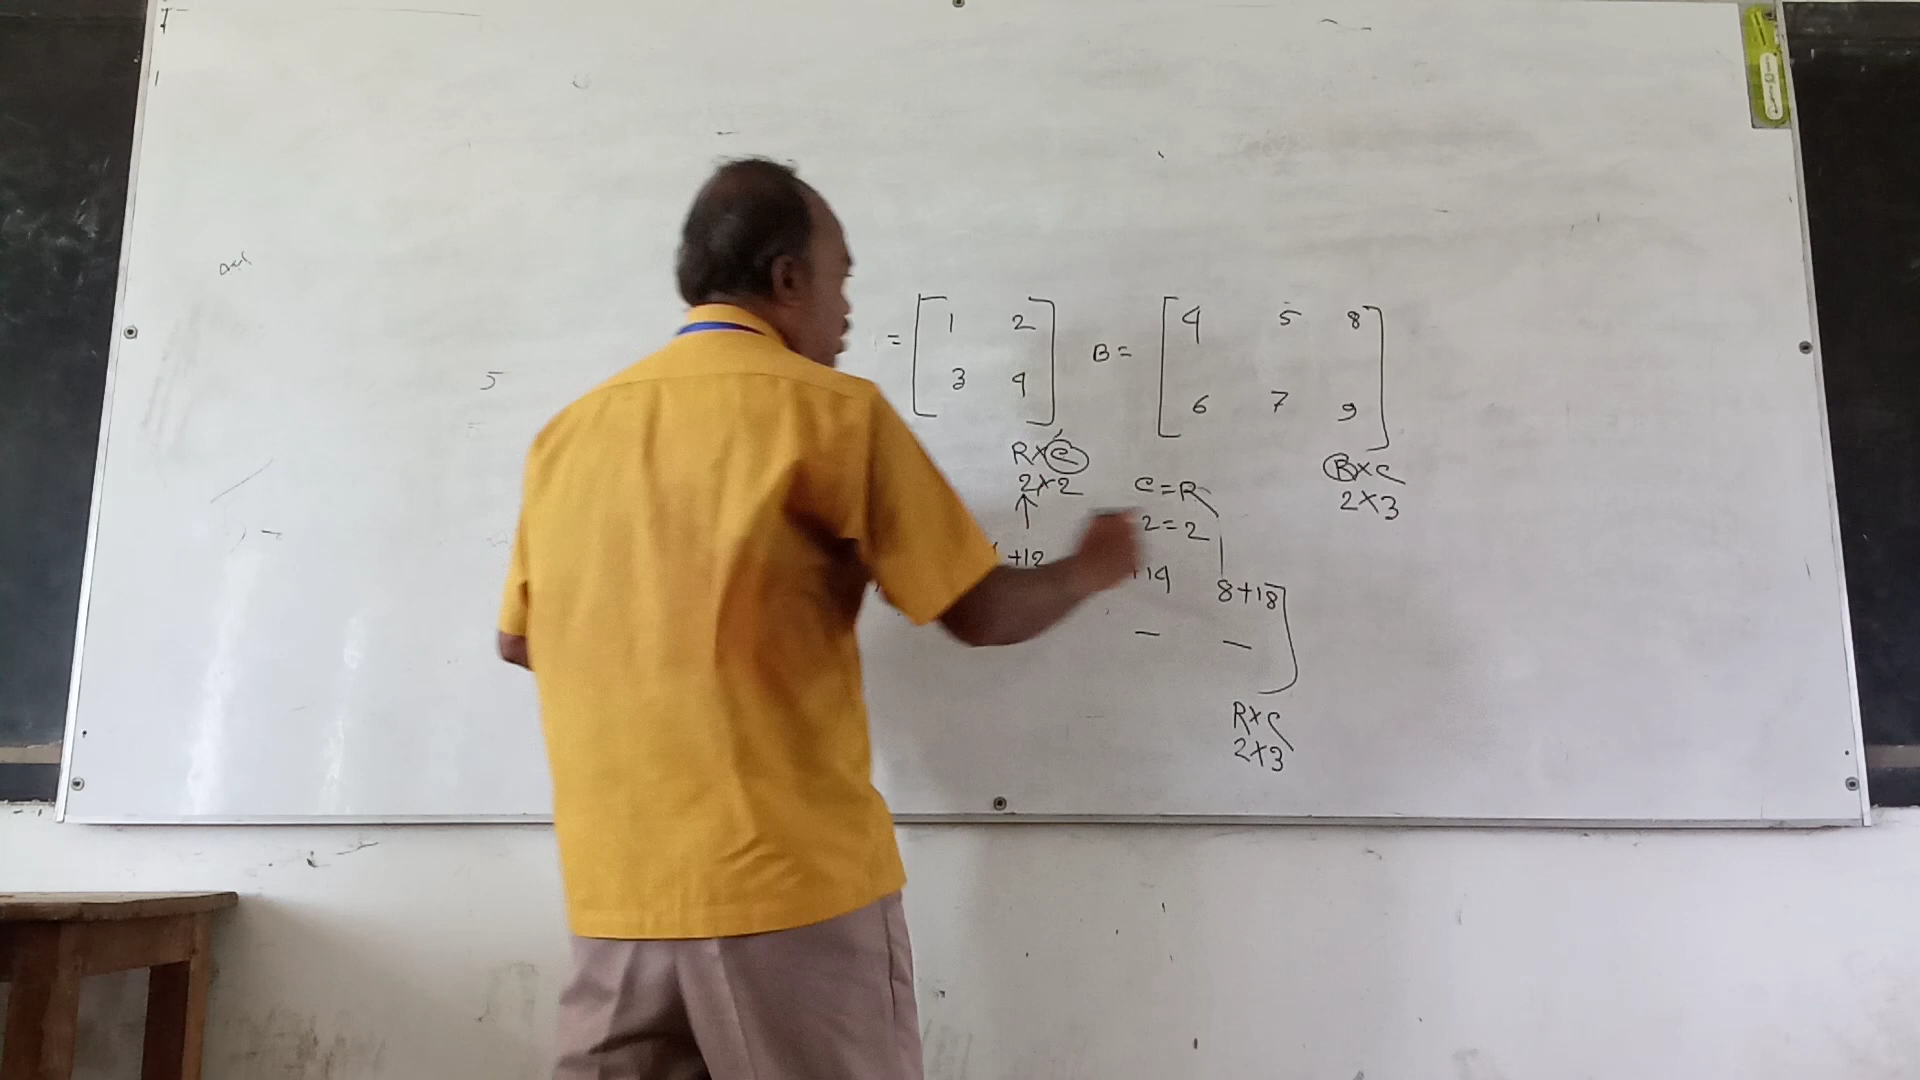 = [ 1 2
3 4 ]
B = [ 4 5 8
6 7 9 ]
R×C
2×2
R×C
2×3
C=R
2=2
+12 +14 8+18 ]
— —
R×C
2×3
5